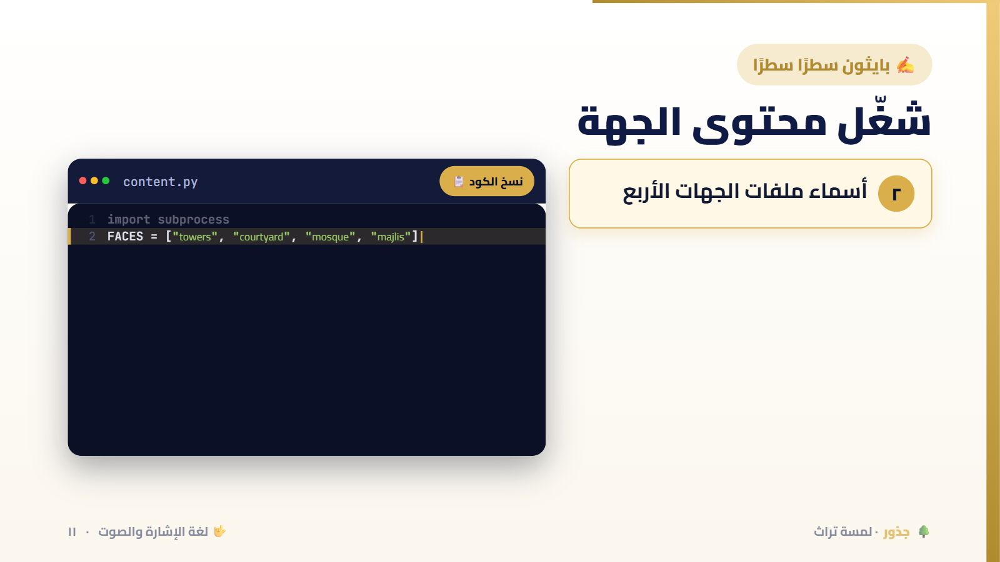 ✍️ بايثون سطرًا سطرًا
شغّل محتوى الجهة
٢ أسماء ملفات الجهات الأربع
content.py
نسخ الكود 📋
1 import subprocess
2 FACES = ["towers", "courtyard", "mosque", "majlis"]
🌳 جذور · لمسة تراث
🤟 لغة الإشارة والصوت · ١١